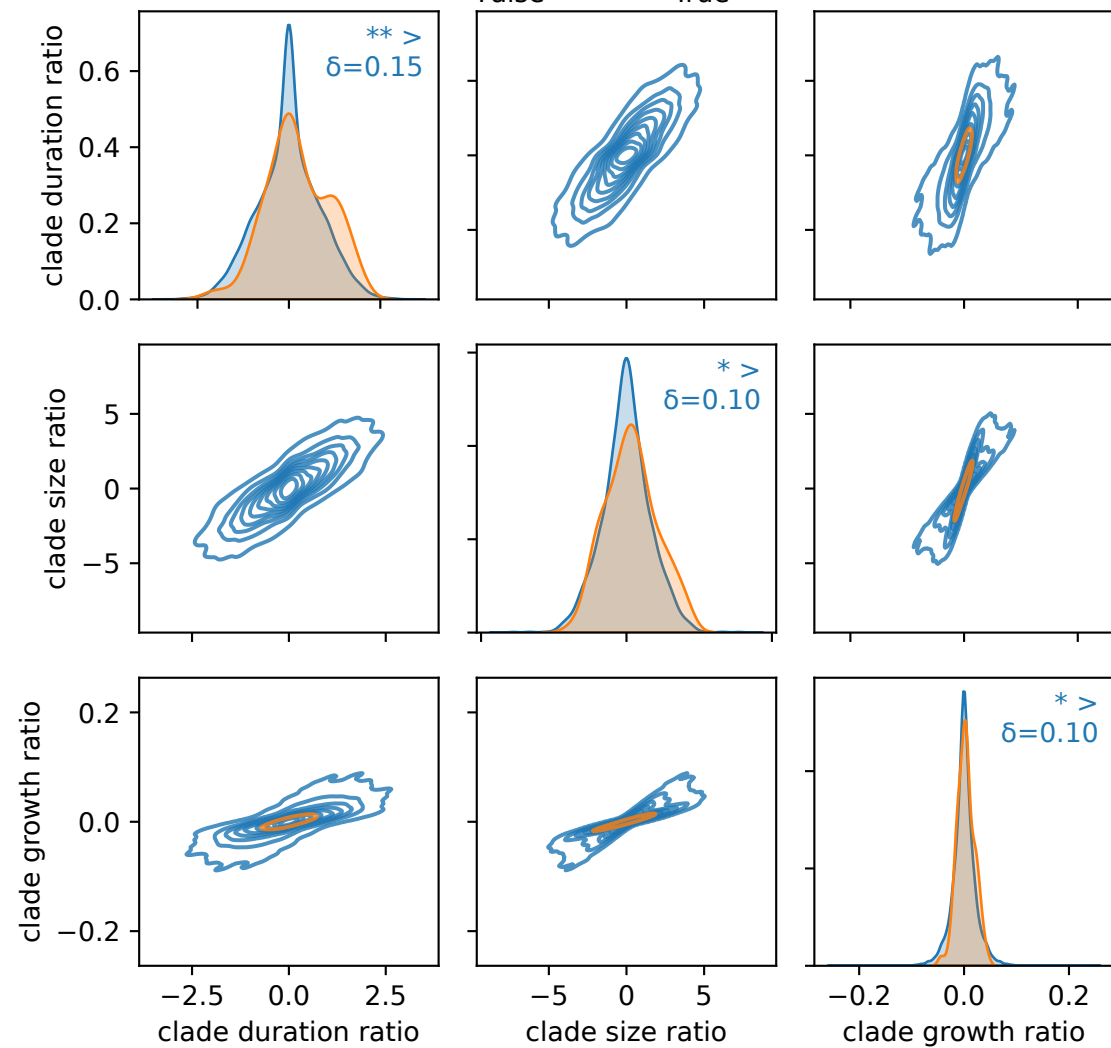 clade duration ratio
0.6
0.4
0.2
0.0
** >
δ=0.15
clade size ratio
5
0
−5
* >
δ=0.10
clade growth ratio
0.2
0.0
−0.2
* >
δ=0.10
−2.5 0.0 2.5
−5 0 5
−0.2 0.0 0.2
clade duration ratio
clade size ratio
clade growth ratio